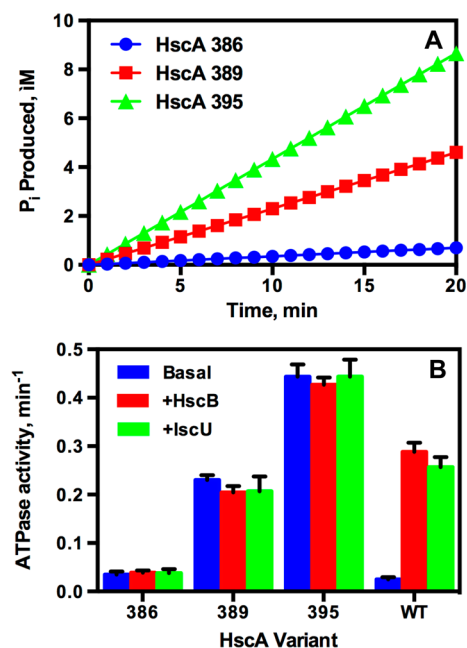 A
HscA 386
HscA 389
HscA 395
Pi Produced, iM
10
8
6
4
2
0
0 5 10 15 20
Time, min
B
Basal
+HscB
+IscU
ATPase activity, min-1
0.5
0.4
0.3
0.2
0.1
0.0
386 389 395 WT
HscA Variant